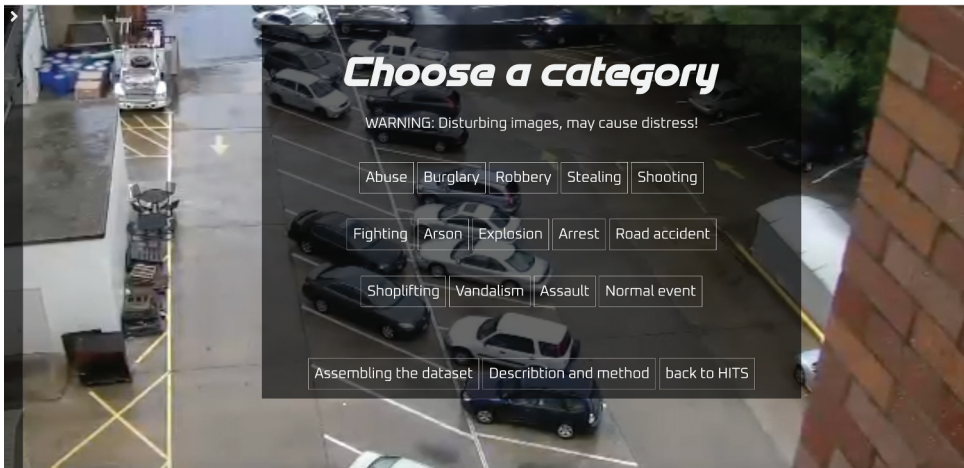 Choose a category
WARNING: Disturbing images, may cause distress!
Abuse Burglary Robbery Stealing Shooting
Fighting Arson Explosion Arrest Road accident
Shoplifting Vandalism Assault Normal event
Assembling the dataset Describtion and method back to HITS